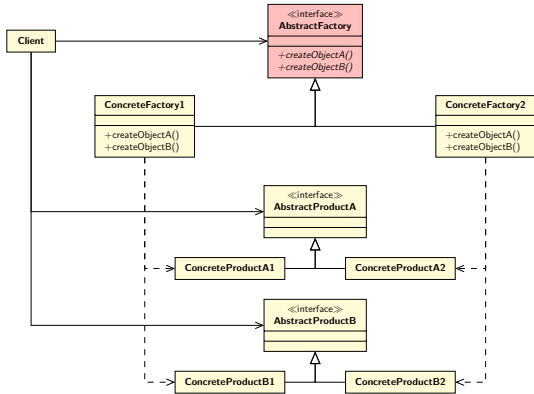 ≪interface≫
AbstractFactory
Client
+createObjectA()
+createObjectB()
ConcreteFactory1
ConcreteFactory2
+createObjectA()
+createObjectB()
+createObjectA()
+createObjectB()
≪interface≫
AbstractProductA
ConcreteProductA1
ConcreteProductA2
≪interface≫
AbstractProductB
ConcreteProductB1
ConcreteProductB2